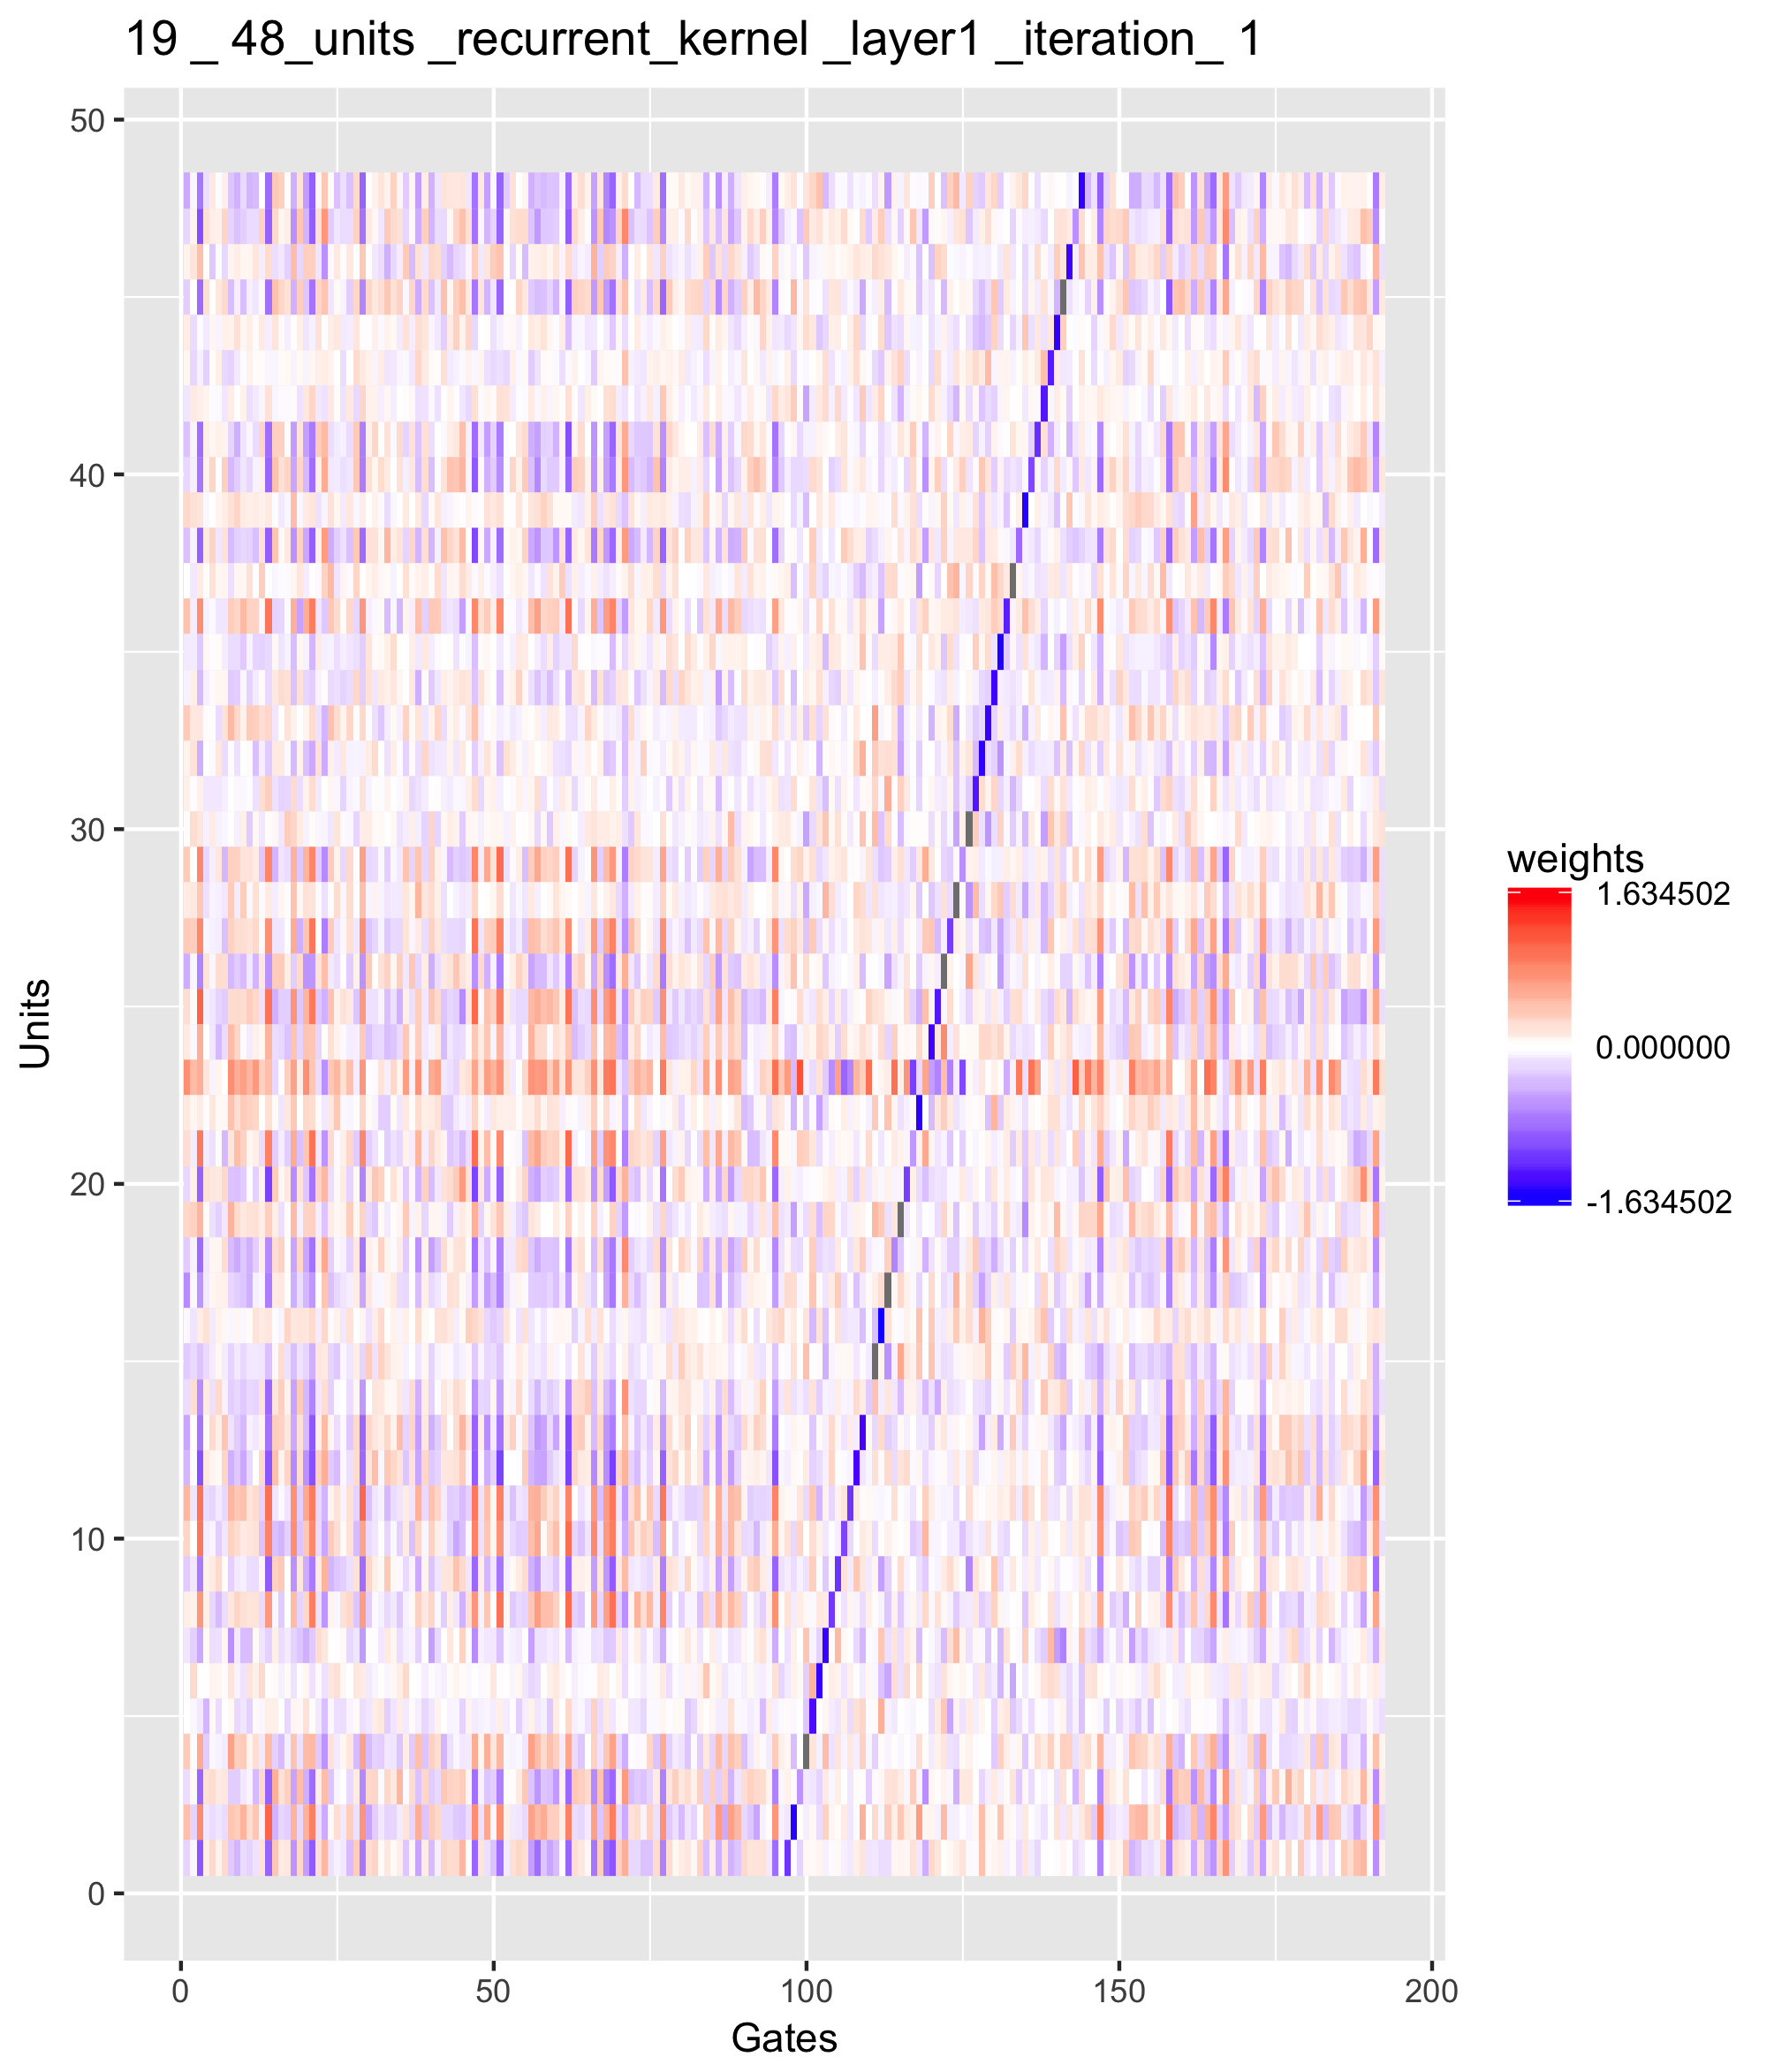 19 _ 48_units _recurrent_kernel _layer1 _iteration_ 1
50
40
30
20
10
0
Units
0 50 100 150 200
Gates
weights
1.634502
0.000000
-1.634502